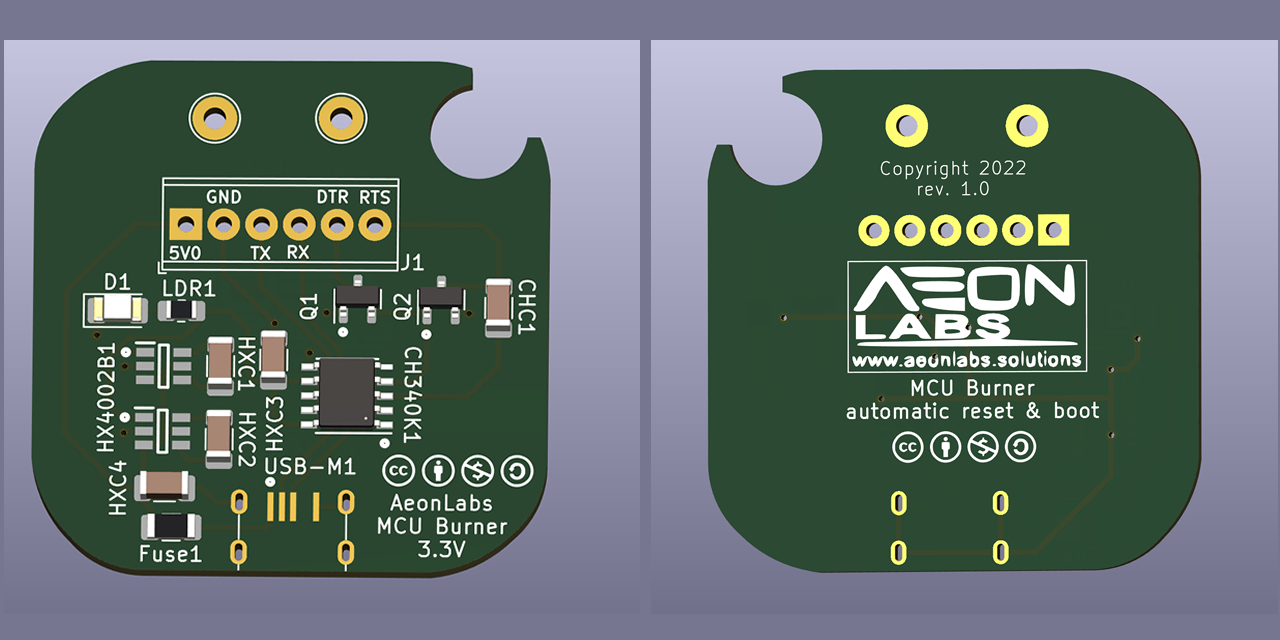 GND
DTR RTS
5V0
TX
RX
J1
D1
LDR1
Q1
Q2
CHC1
HX4002B1
HXC1
HXC3
CH340K1
HXC2
HXC4
USB-M1
Fuse1
cc
AeonLabs
MCU Burner
3.3V
Copyright 2022
rev. 1.0
AEON
LABS
www.aeonlabs.solutions
MCU Burner
automatic reset & boot
cc